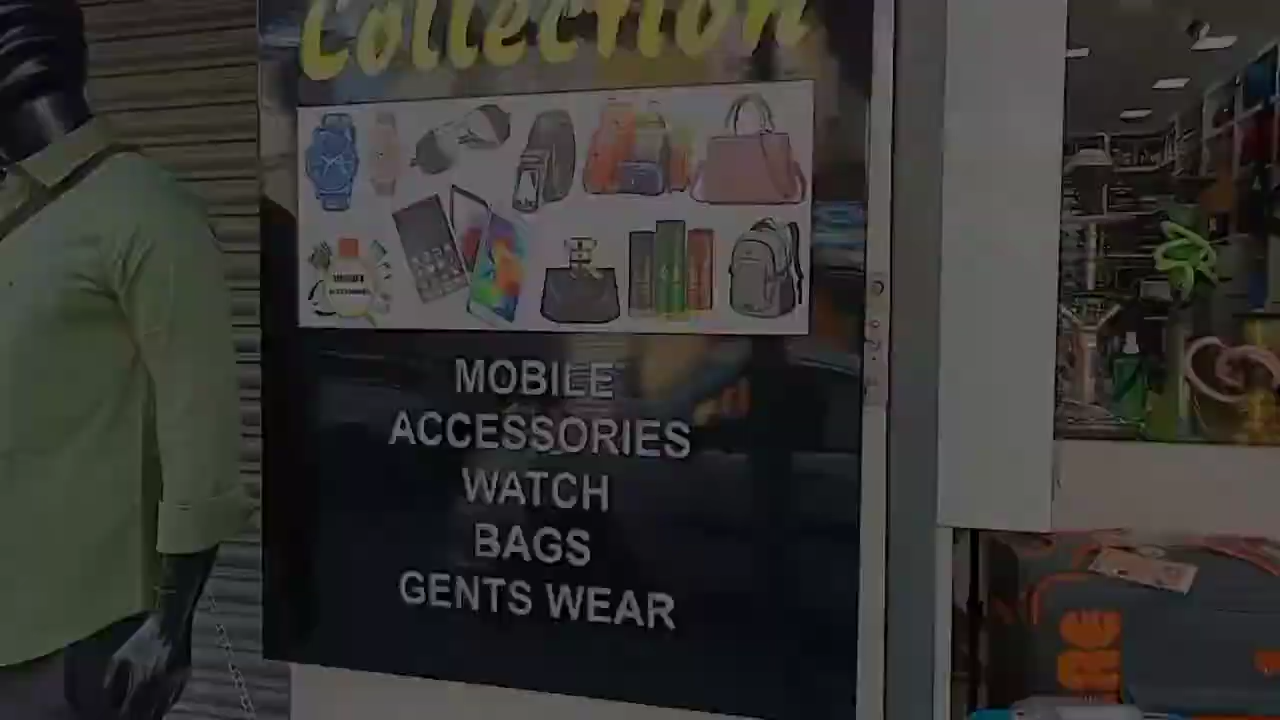 Collection
MOBILE
ACCESSORIES
WATCH
BAGS
GENTS WEAR